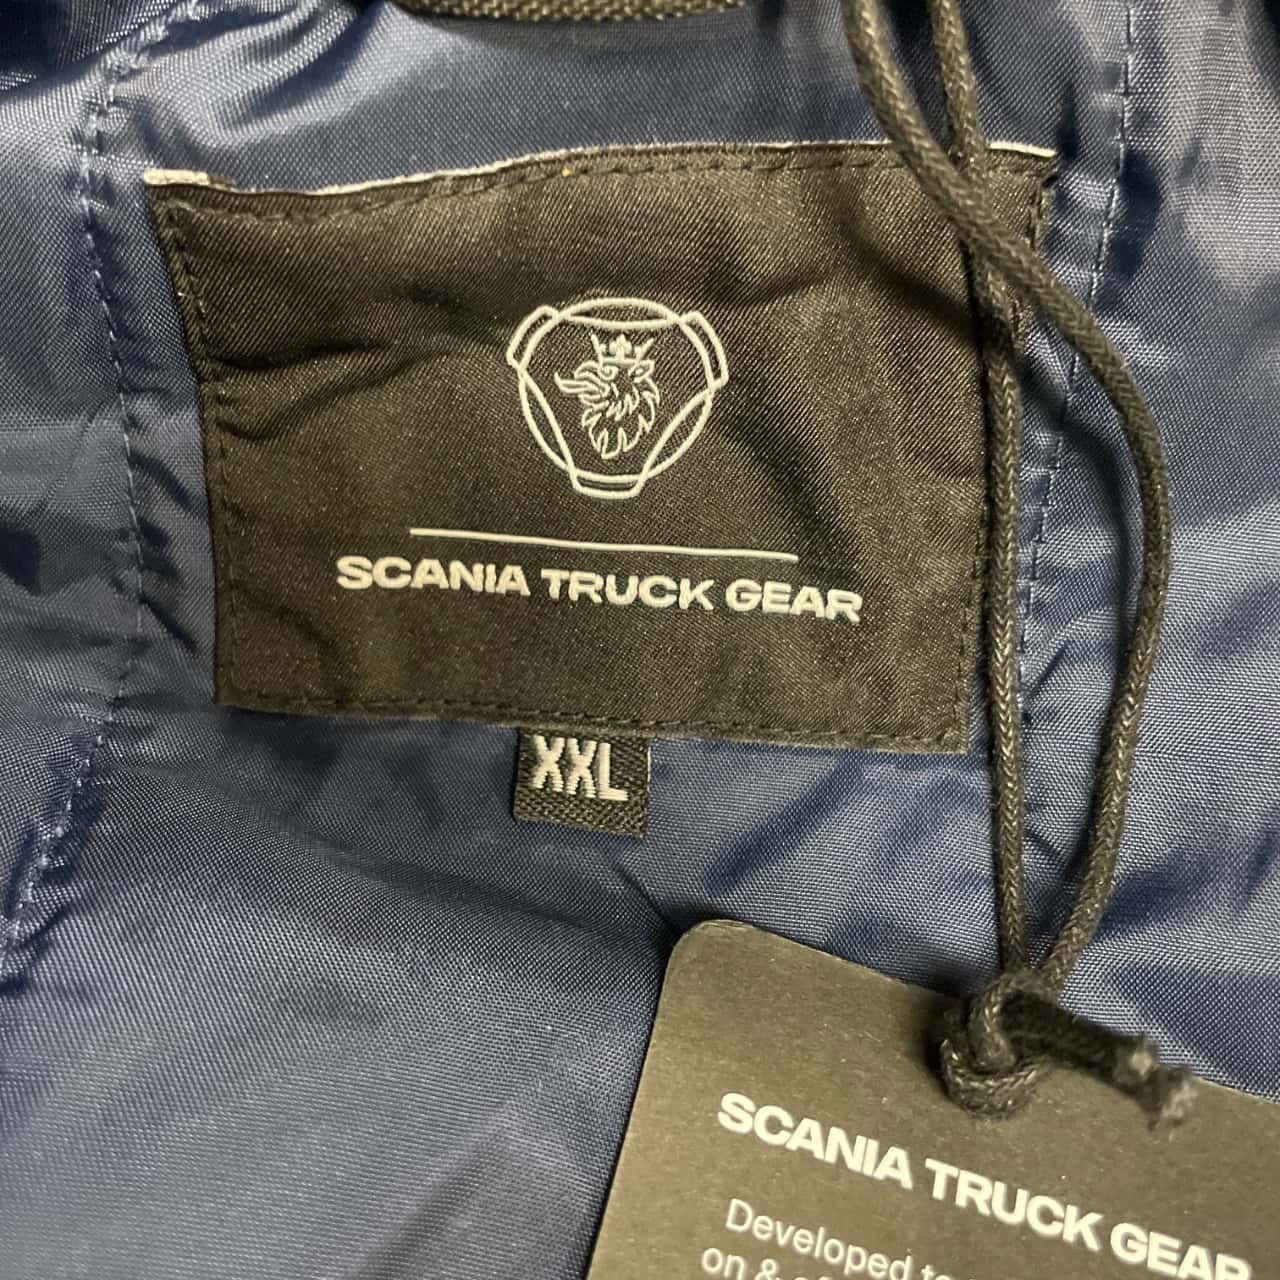 SCANIA TRUCK GEAR
XXL
SCANIA TRUCK GEAR
Developed
on &